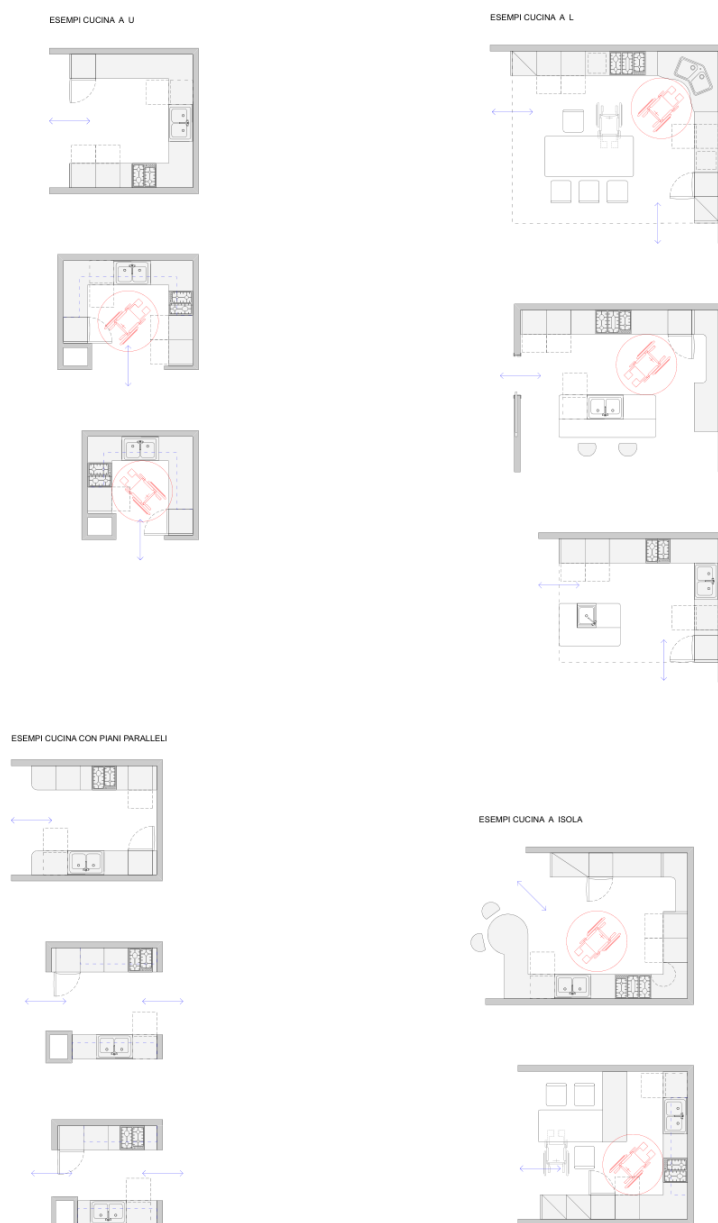 ESEMPI CUCINA A U
ESEMPI CUCINA A L
ESEMPI CUCINA CON PIANI PARALLELI
ESEMPI CUCINA A ISOLA